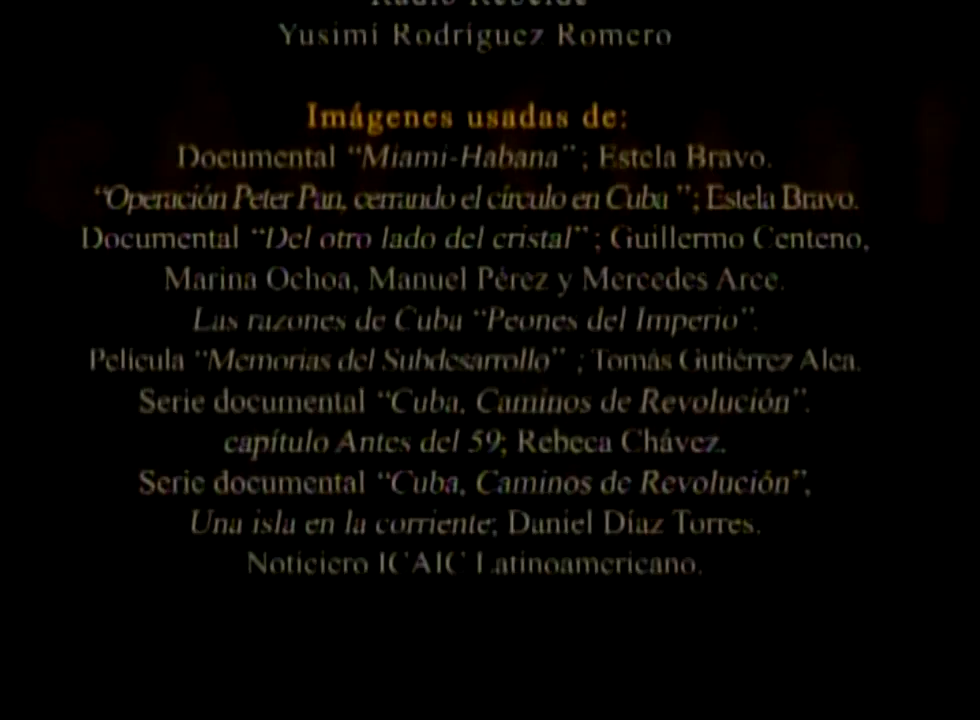 Radio Rebelde
Yusimí Rodríguez Romero
Imágenes usadas de:
Documental “Miami-Habana” ; Estela Bravo.
“Operación Peter Pan, cerrando el círculo en Cuba ” ; Estela Bravo.
Documental “Del otro lado del cristal” ; Guillermo Centeno,
Marina Ochoa, Manuel Pérez y Mercedes Arce.
Las razones de Cuba “Peones del Imperio”.
Película “Memorias del Subdesarrollo” ; Tomás Gutiérrez Alea.
Serie documental “Cuba, Caminos de Revolución”.
capítulo Antes del 59; Rebeca Chávez.
Serie documental “Cuba, Caminos de Revolución”,
Una isla en la corriente; Daniel Díaz Torres.
Noticiero ICAIC Latinoamericano.